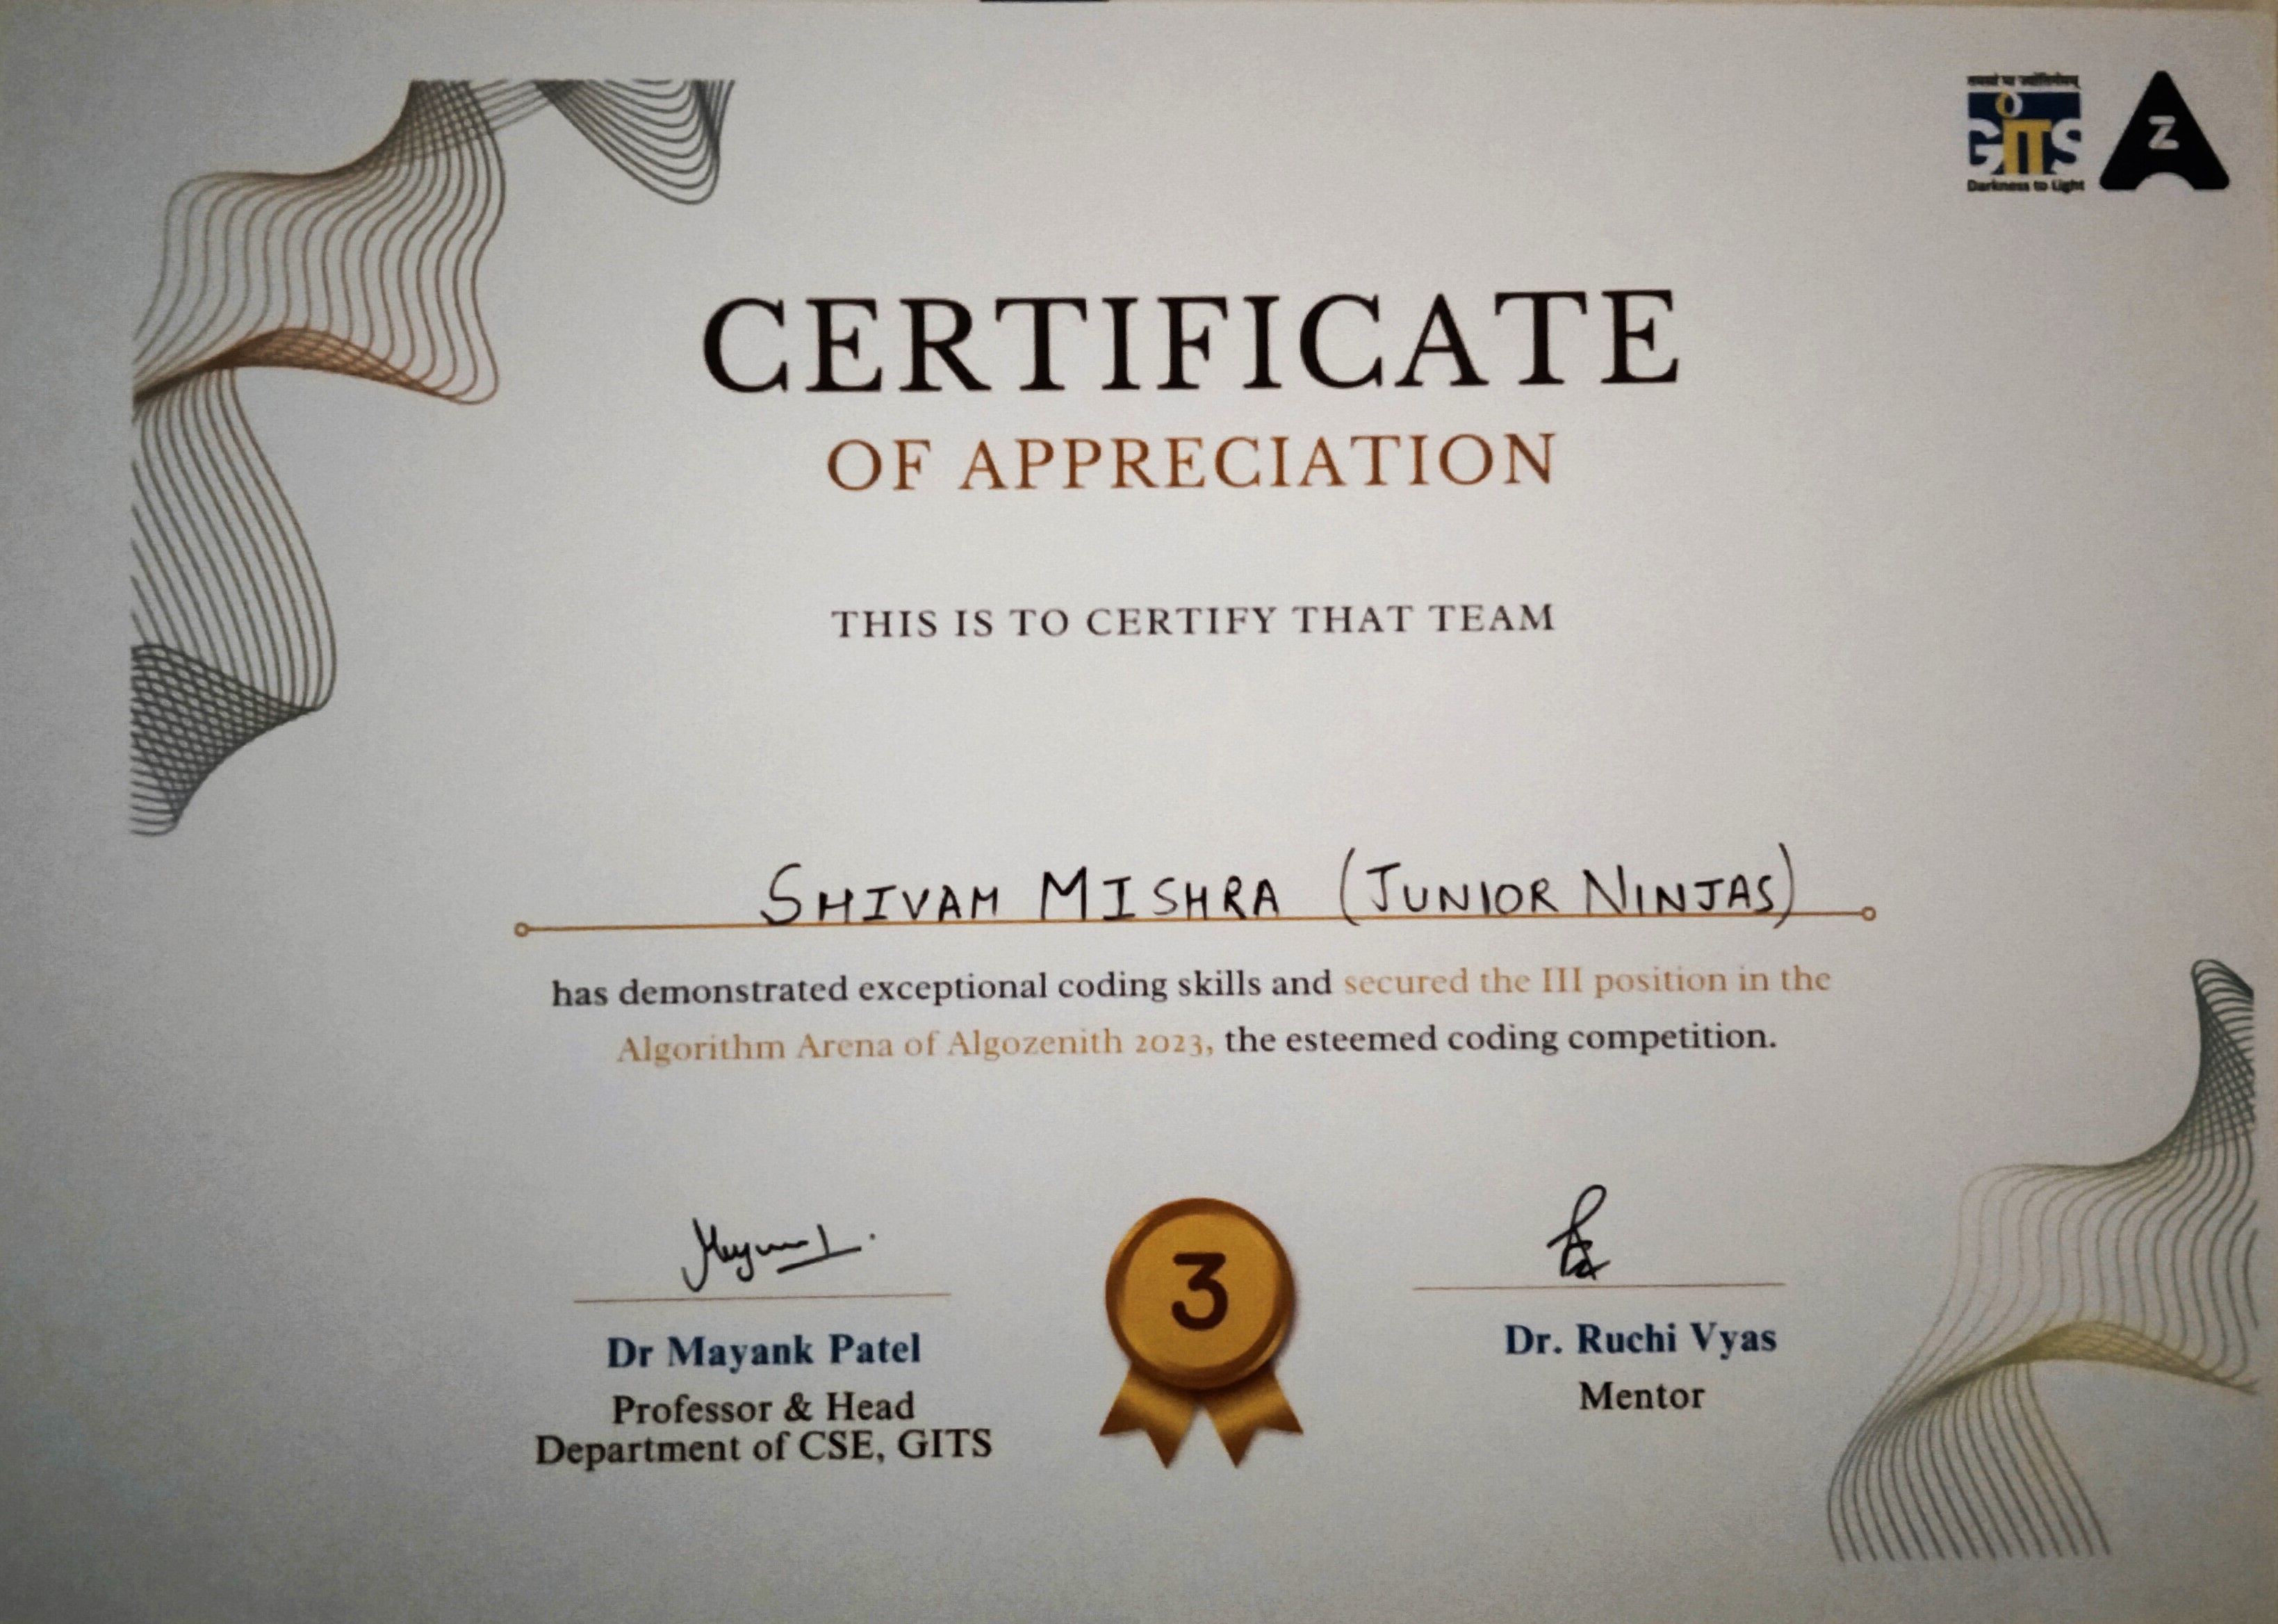 GITS
Darkness to Light
Z
CERTIFICATE
OF APPRECIATION
THIS IS TO CERTIFY THAT TEAM
SHIVAM MISHRA (JUNIOR NINJAS)
has demonstrated exceptional coding skills and secured the III position in the
Algorithm Arena of Algozenith 2023, the esteemed coding competition.
3
Dr Mayank Patel
Professor & Head
Department of CSE, GITS
Dr. Ruchi Vyas
Mentor